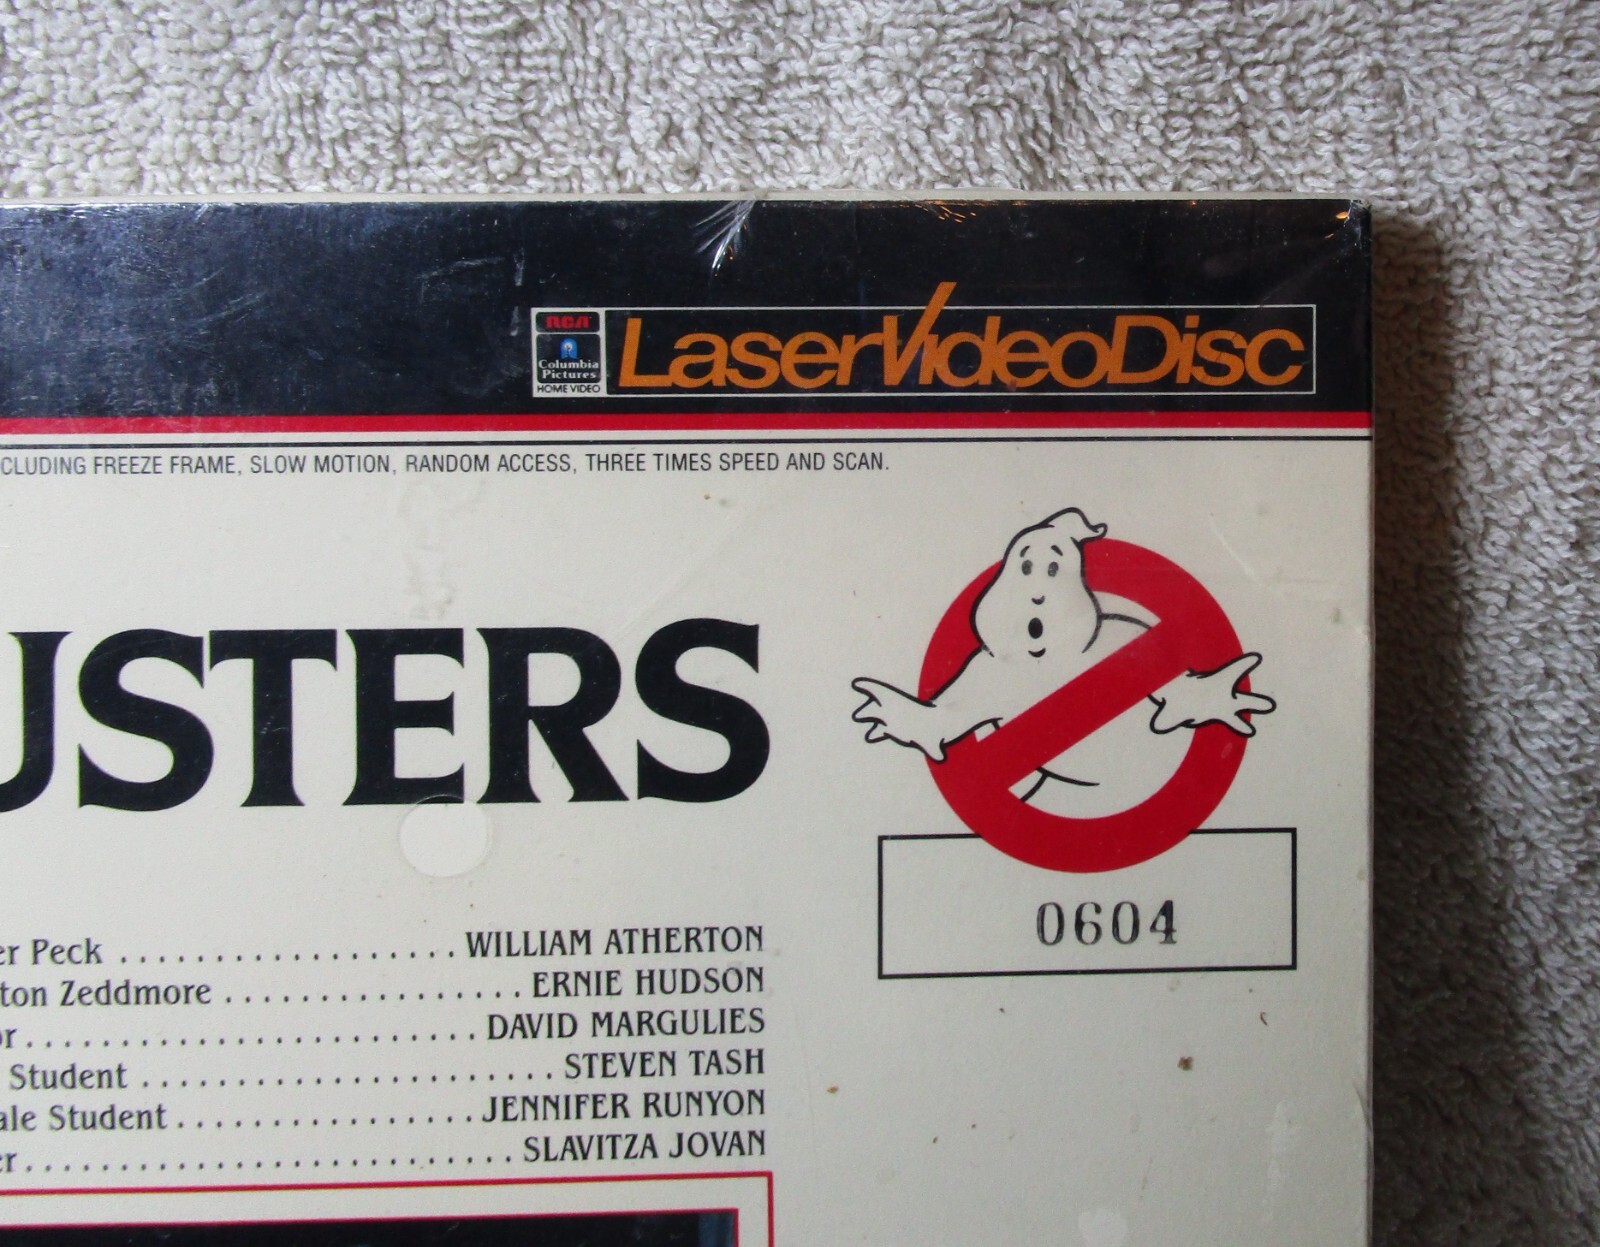 RCA
Columbia
Pictures
HOME VIDEO
LaserVideoDisc
CLUDING FREEZE FRAME, SLOW MOTION, RANDOM ACCESS, THREE TIMES SPEED AND SCAN.
USTERS
0604
er Peck . . . . . . . . . . . . . . . . . . . WILLIAM ATHERTON
ton Zeddmore . . . . . . . . . . . . . . . . ERNIE HUDSON
or . . . . . . . . . . . . . . . . . . . . . . . . . DAVID MARGULIES
Student . . . . . . . . . . . . . . . . . . . . . . . STEVEN TASH
ale Student . . . . . . . . . . . . . . . . . JENNIFER RUNYON
er . . . . . . . . . . . . . . . . . . . . . . . . . . . SLAVITZA JOVAN